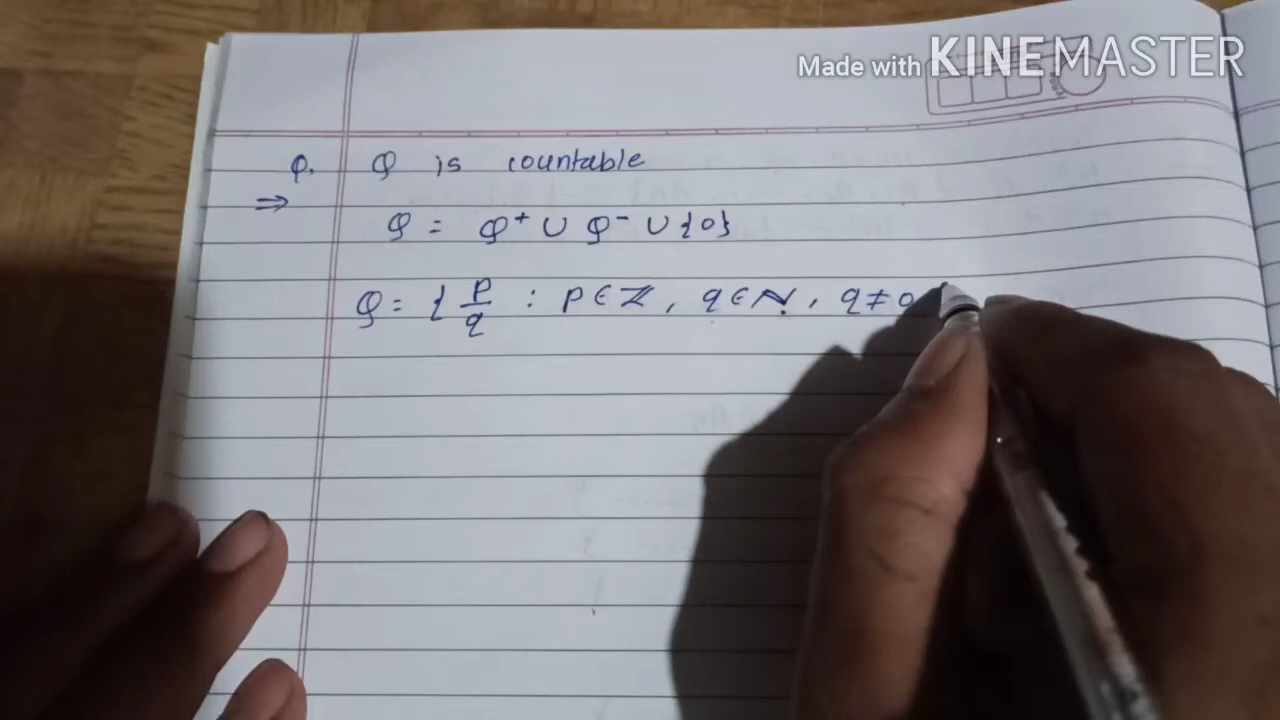 Made with KINEMASTER
Q. Q is countable
⇒
Q = Q⁺ ∪ Q⁻ ∪ {0}
Q = { p/q : p ∈ ℤ, q ∈ ℕ, q ≠ 0